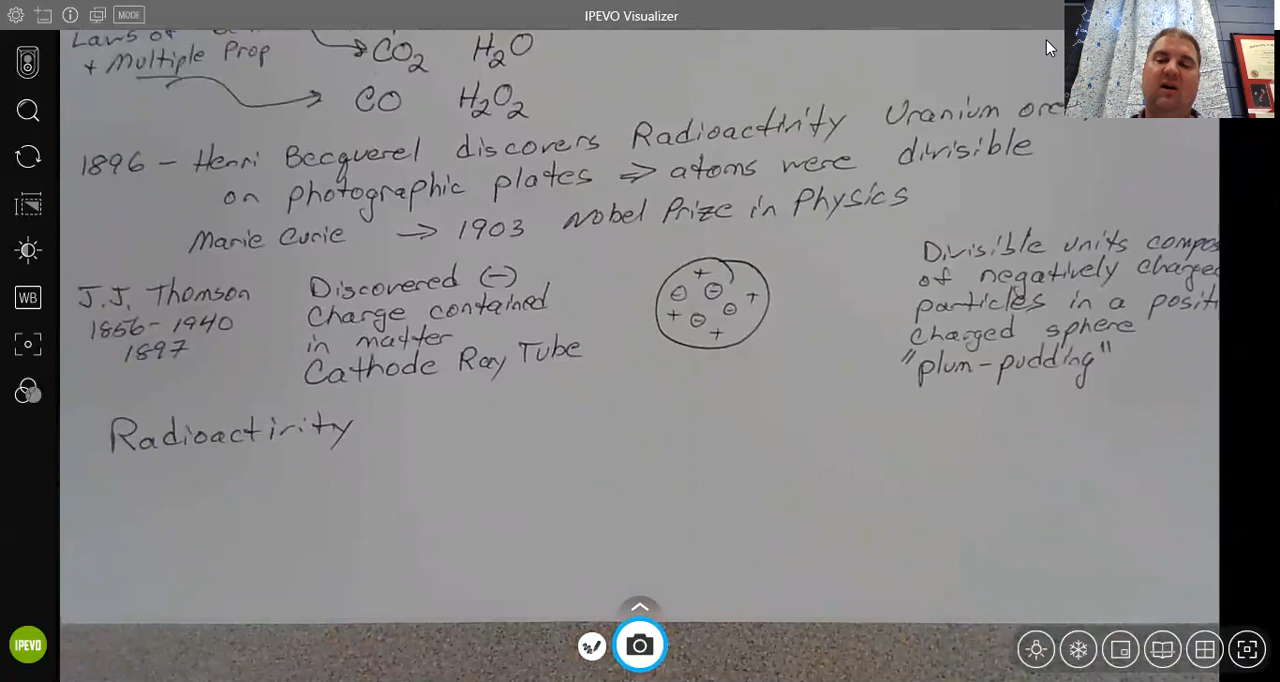 IPEVO Visualizer
MODE
Laws of
+ Multiple Prop
CO2 H2O
CO H2O2
1896 - Henri Becquerel discovers Radioactivity Uranium
on photographic plates ⇒ atoms were divisible
Marie Curie → 1903 Nobel Prize in Physics
J.J. Thomson
1856-1940
1897
Discovered (-)
Charge contained
in matter
Cathode Ray Tube
+
- -
+
+ - -
+
Divisible units compos
of negatively charged
particles in a posit
charged sphere
"plum-pudding"
Radioactivity
WB
IPEVO